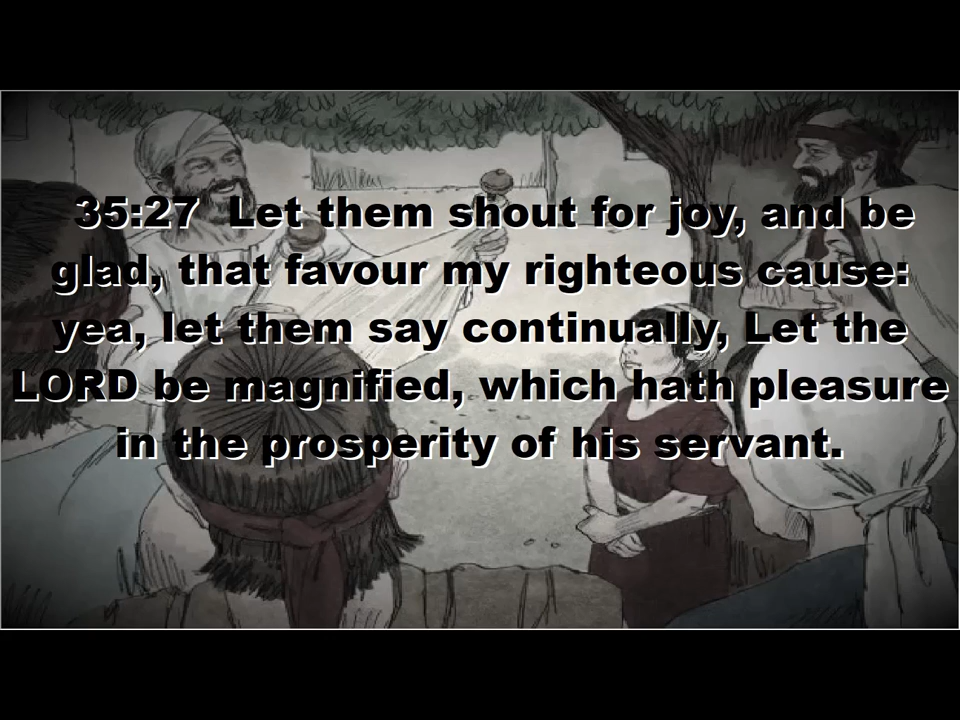 35:27 Let them shout for joy, and be
glad, that favour my righteous cause:
yea, let them say continually, Let the
LORD be magnified, which hath pleasure
in the prosperity of his servant.